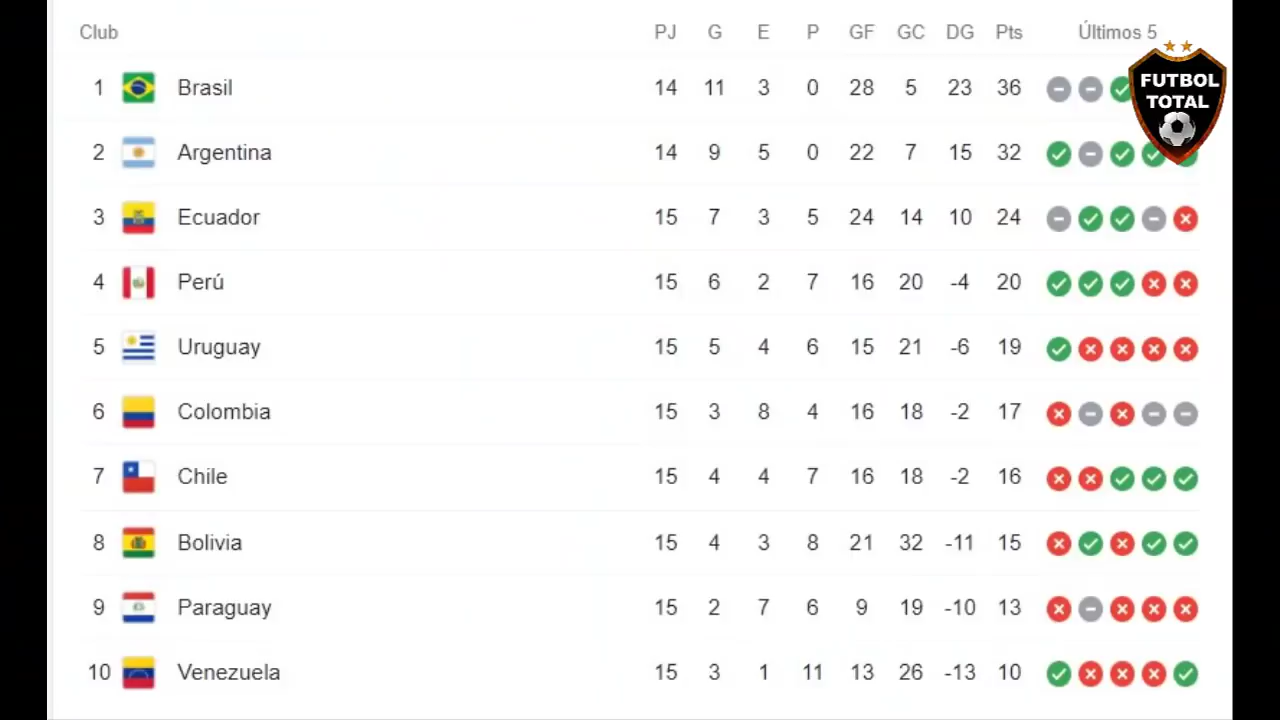 Club PJ G E P GF GC DG Pts Últimos 5
1 Brasil 14 11 3 0 28 5 23 36
FUTBOL
TOTAL
2 Argentina 14 9 5 0 22 7 15 32
3 Ecuador 15 7 3 5 24 14 10 24
4 Perú 15 6 2 7 16 20 -4 20
5 Uruguay 15 5 4 6 15 21 -6 19
6 Colombia 15 3 8 4 16 18 -2 17
7 Chile 15 4 4 7 16 18 -2 16
8 Bolivia 15 4 3 8 21 32 -11 15
9 Paraguay 15 2 7 6 9 19 -10 13
10 Venezuela 15 3 1 11 13 26 -13 10